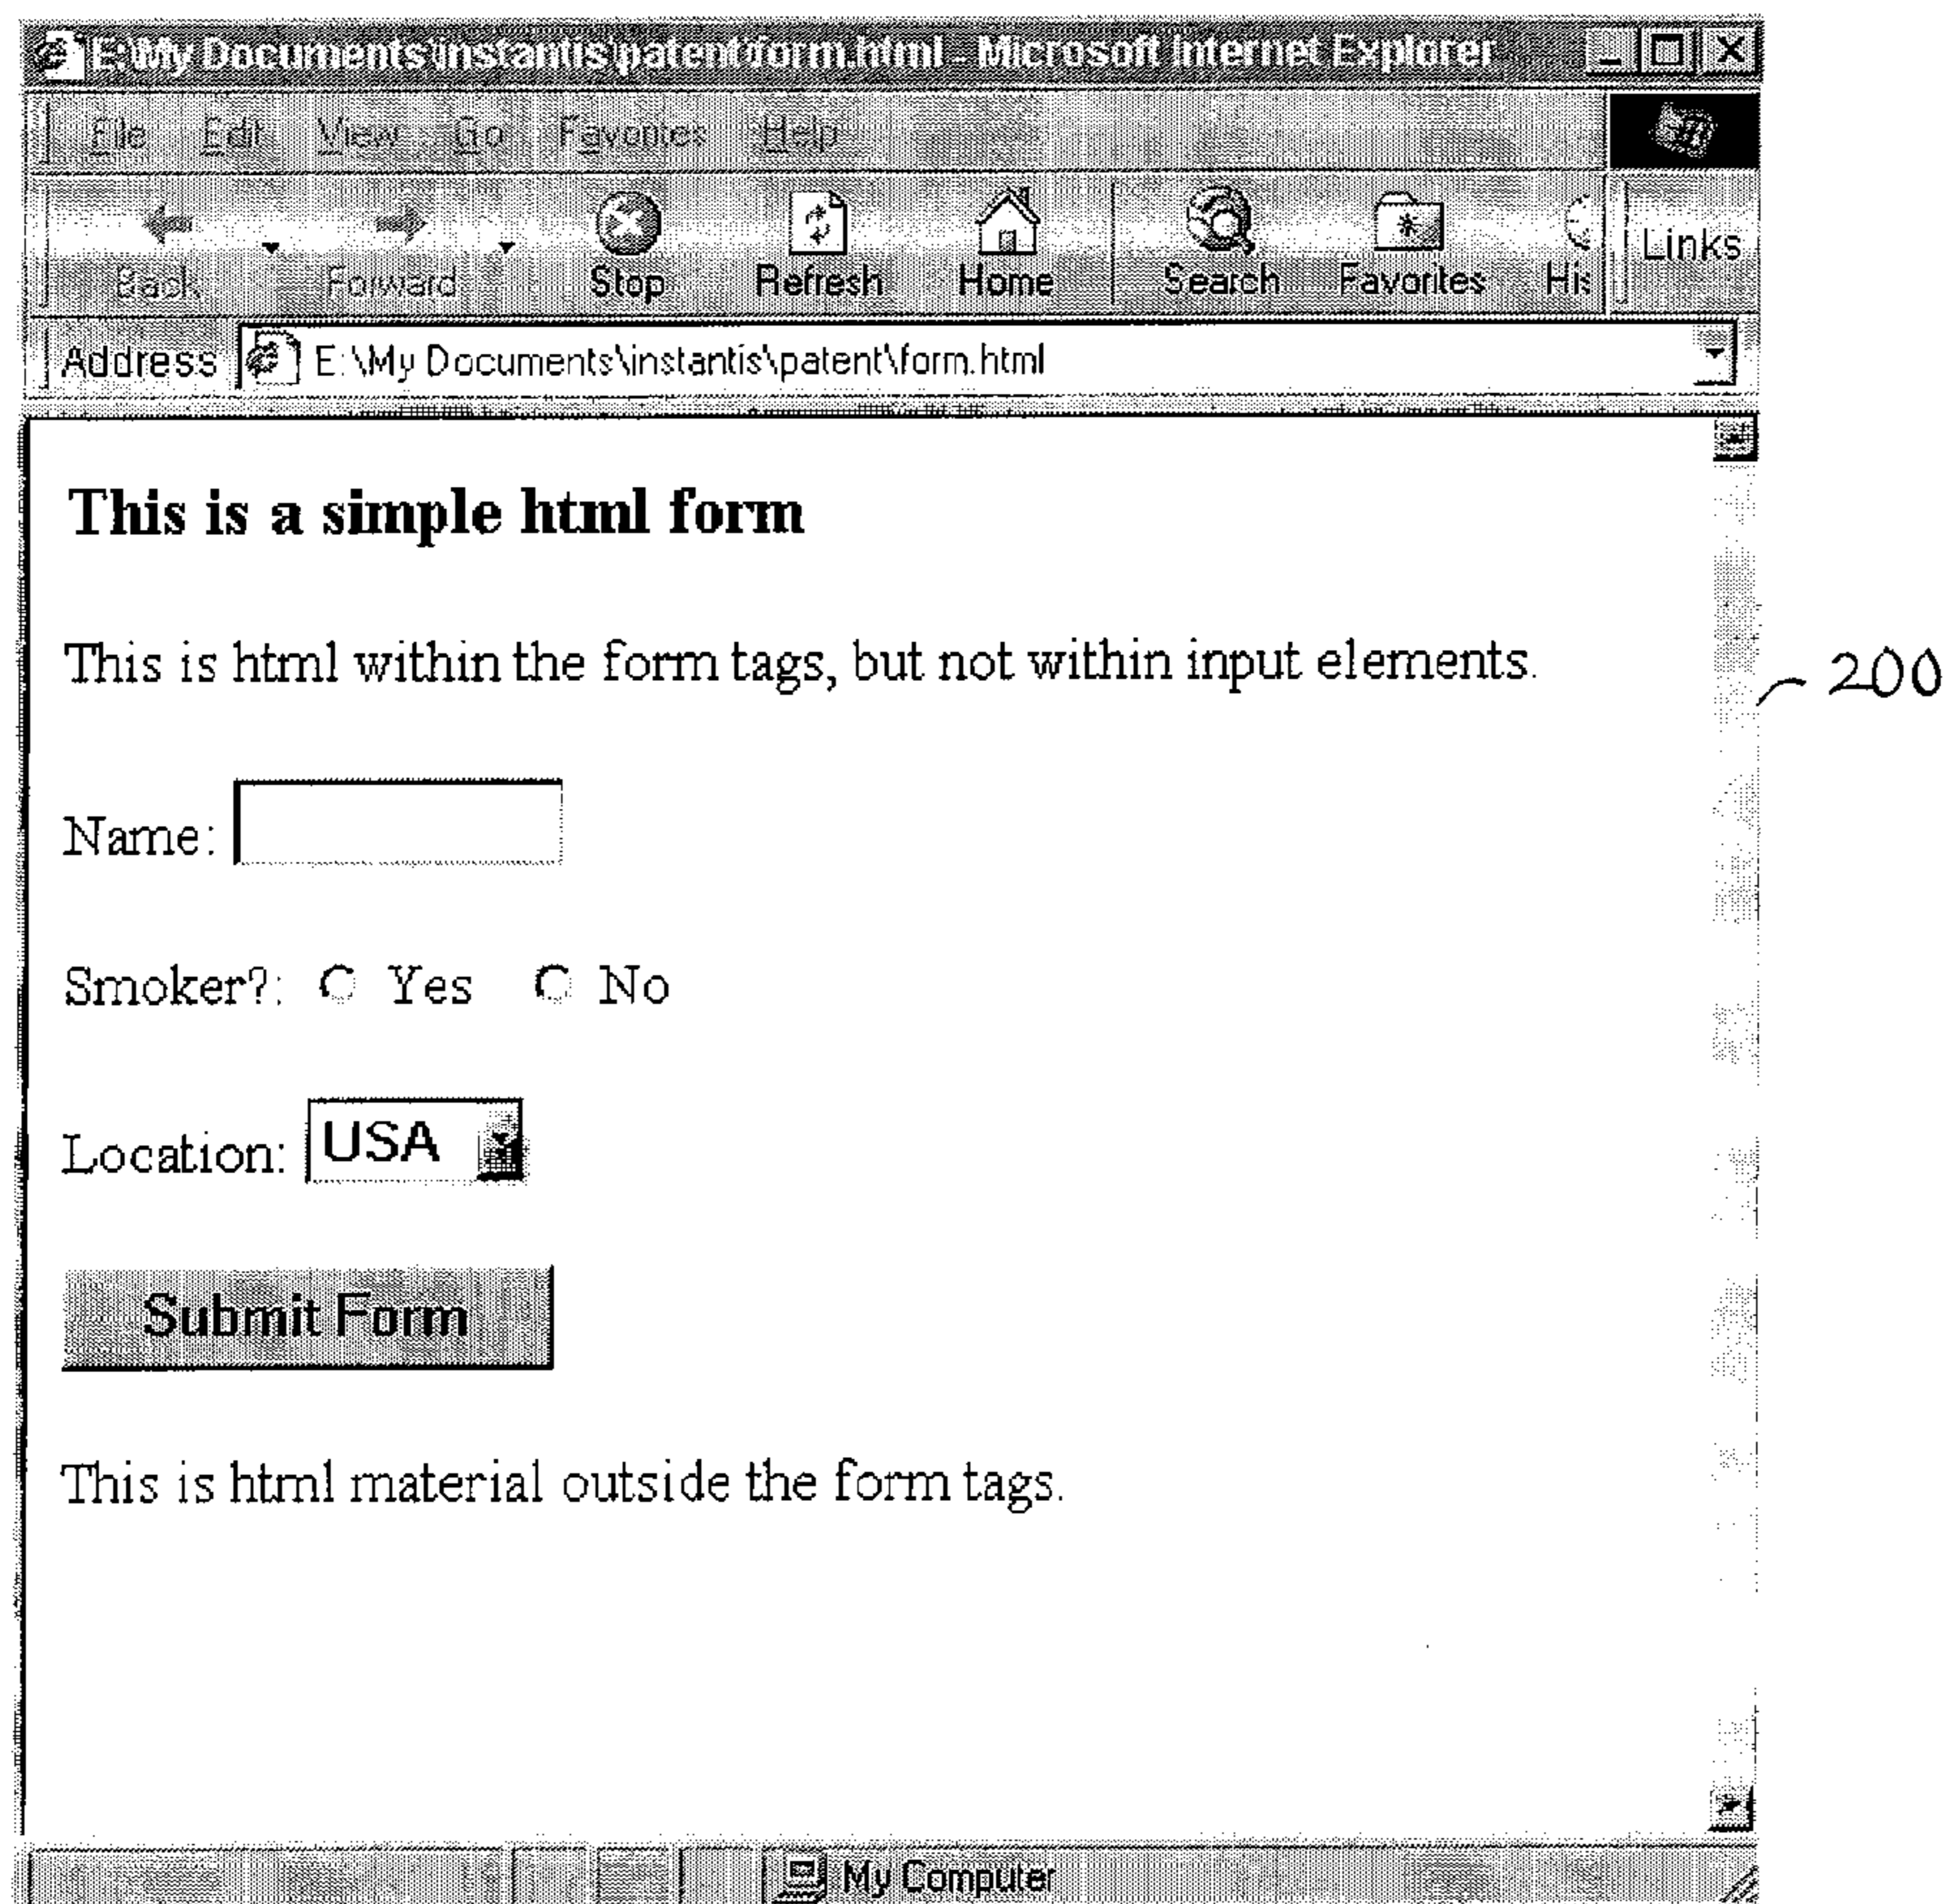 E:\My Documents\instantis\patent\form.html - Microsoft Internet Explorer
File Edit View Go Favorites Help
Back Forward Stop Refresh Home Search Favorites His Links
Address E:\My Documents\instantis\patent\form.html
This is a simple html form
This is html within the form tags, but not within input elements.
200
Name:
Smoker?: Yes No
Location: USA
Submit Form
This is html material outside the form tags.
My Computer